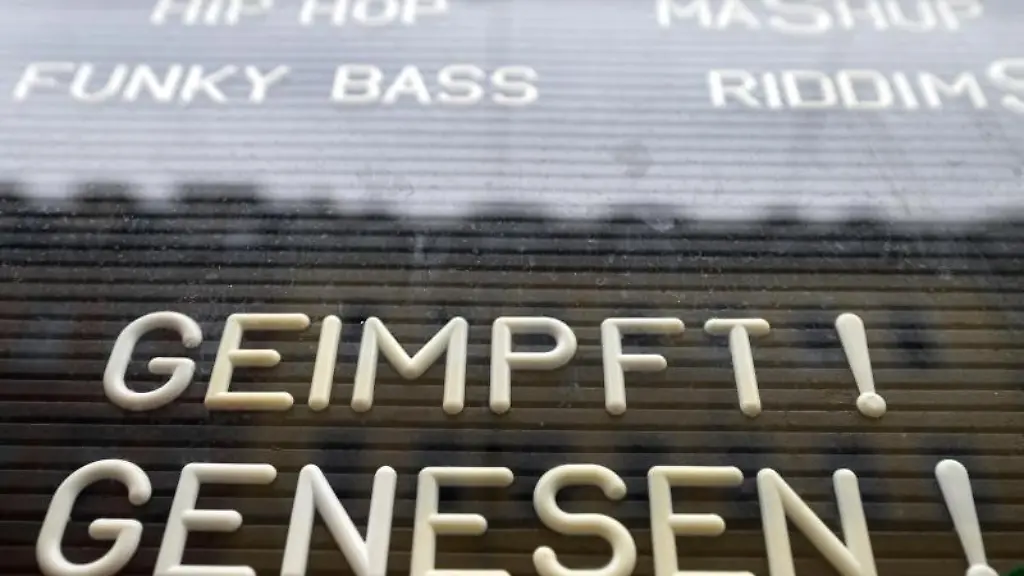 HIP HOP MASHUP
FUNKY BASS RIDDIMS
GEIMPFT!
GENESEN!